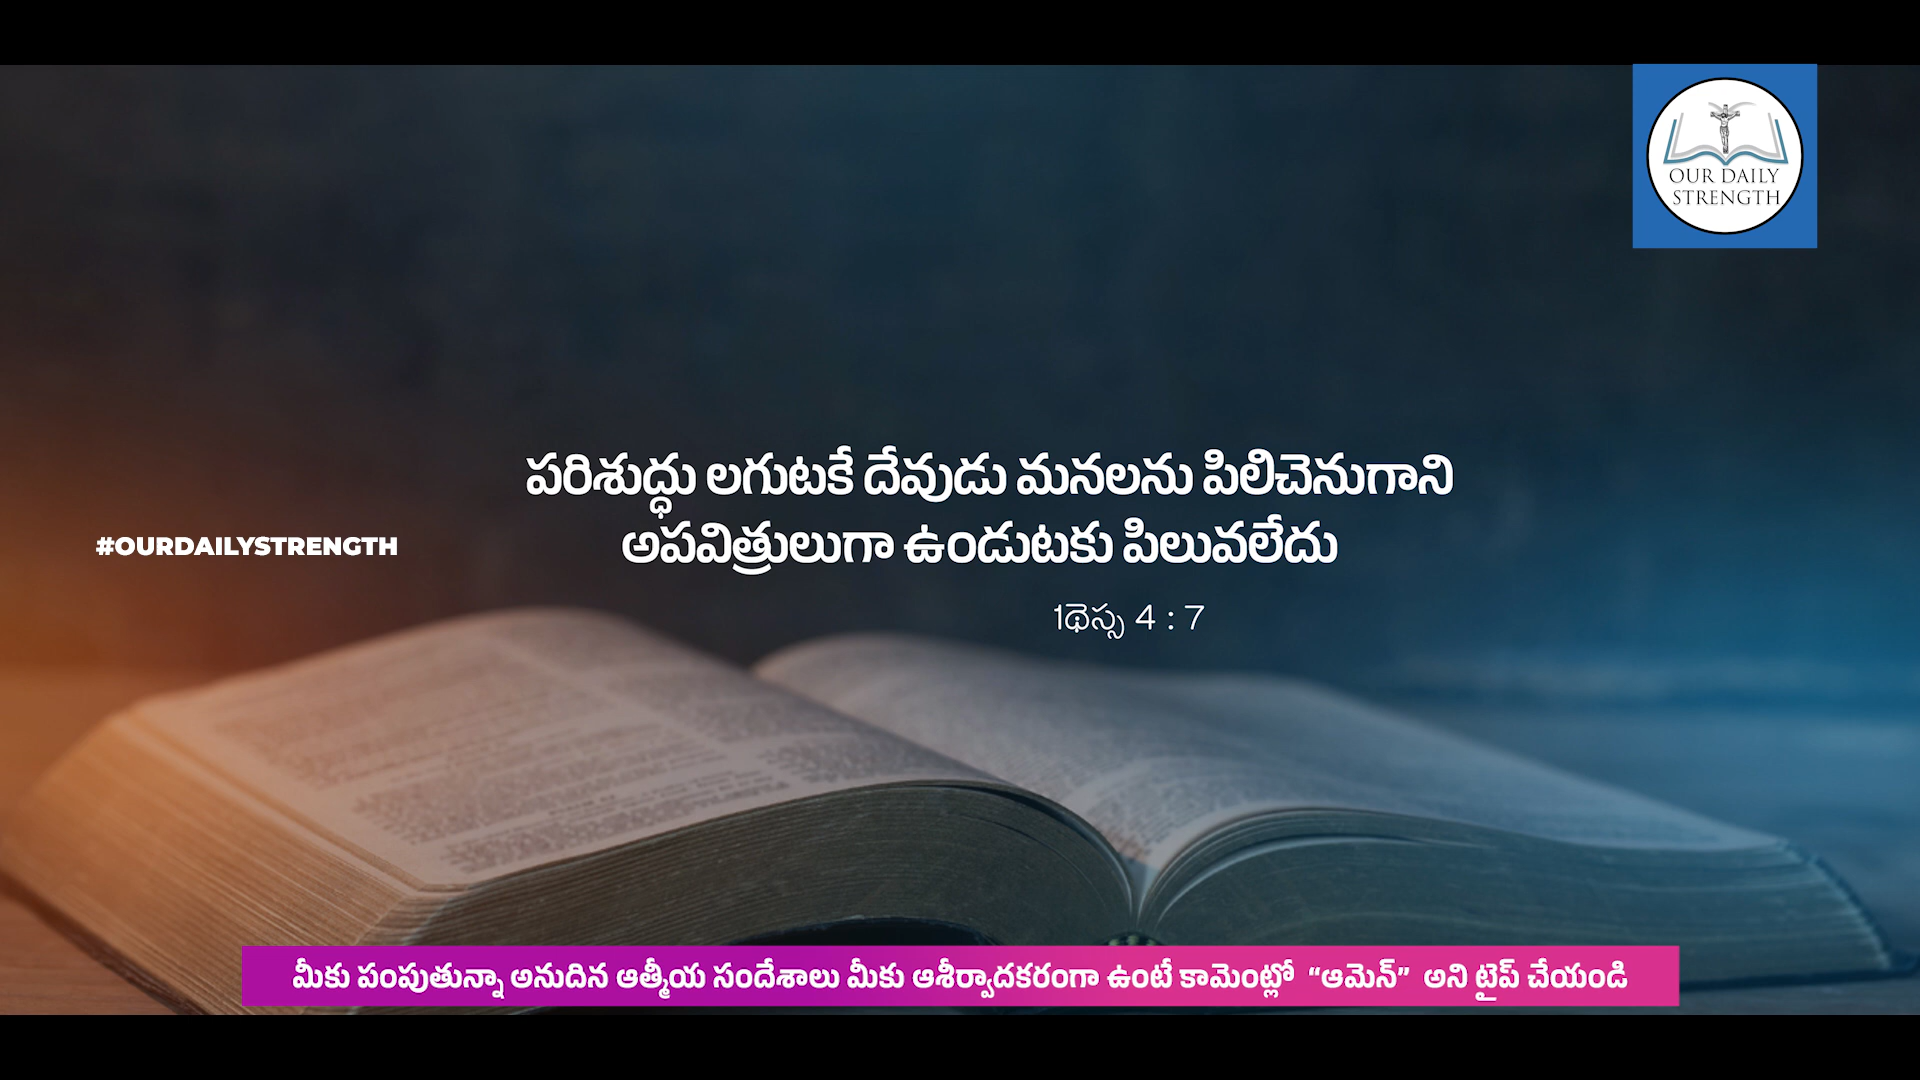 OUR DAILY
STRENGTH
పరిశుద్ధు లగుటకే దేవుడు మనలను పిలిచెనుగాని
అపవిత్రులుగా ఉండుటకు పిలువలేదు
#OURDAILYSTRENGTH
1థెస్స 4 : 7
మీకు పంపుతున్నా అనుదిన ఆత్మీయ సందేశాలు మీకు ఆశీర్వాదకరంగా ఉంటే కామెంట్లో “ఆమెన్” అని టైప్ చేయండి